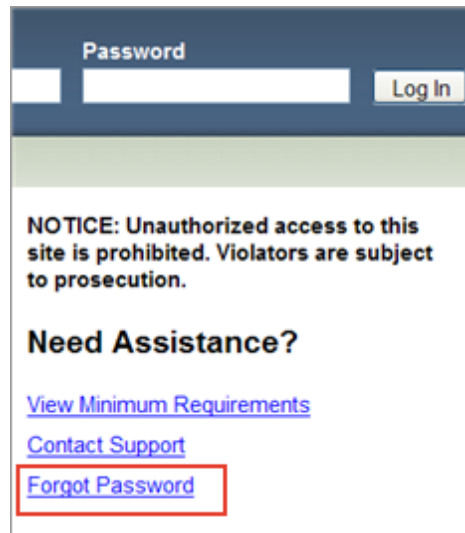 Password
Log In
NOTICE: Unauthorized access to this
site is prohibited. Violators are subject
to prosecution.
Need Assistance?
View Minimum Requirements
Contact Support
Forgot Password